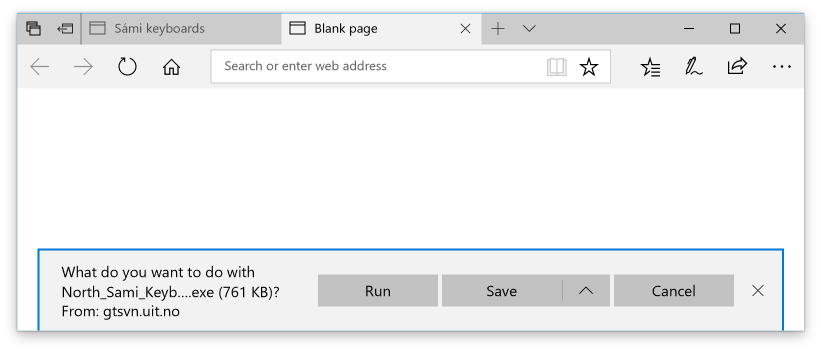 Sámi keyboards
Blank page
Search or enter web address
What do you want to do with
North_Sami_Keyb....exe (761 KB)?
From: gtsvn.uit.no
Run
Save
Cancel